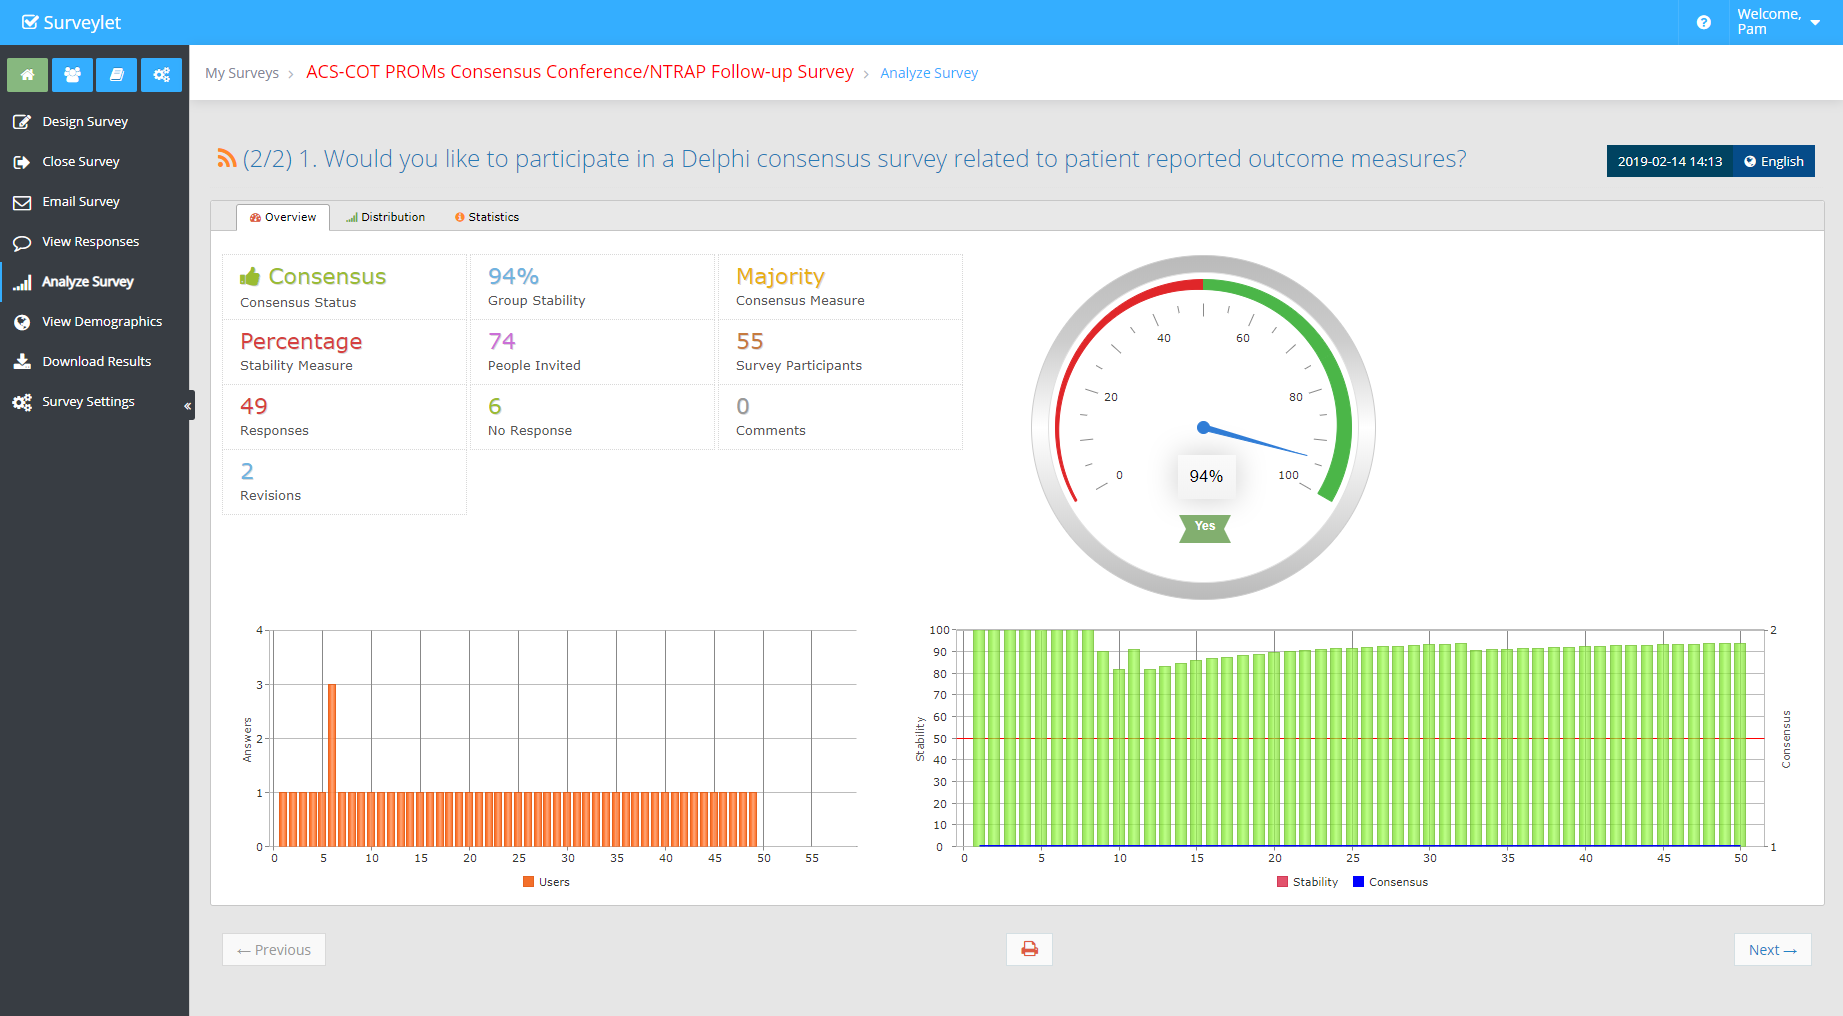 Surveylet
Welcome,
Pam
My Surveys
ACS-COT PROMs Consensus Conference/NTRAP Follow-up Survey
Analyze Survey
Design Survey
Close Survey
Email Survey
View Responses
Analyze Survey
View Demographics
Download Results
Survey Settings
(2/2) 1. Would you like to participate in a Delphi consensus survey related to patient reported outcome measures?
2019-02-14 14:13
English
Overview
Distribution
Statistics
Consensus
Consensus Status
94%
Group Stability
Majority
Consensus Measure
Percentage
Stability Measure
74
People Invited
55
Survey Participants
49
Responses
6
No Response
0
Comments
2
Revisions
0
20
40
60
80
100
94%
Yes
4
3
2
1
0
Answers
0 5 10 15 20 25 30 35 40 45 50 55
Users
100
90
80
70
60
50
40
30
20
10
0
Stability
2
1
Consensus
0 5 10 15 20 25 30 35 40 45 50
Stability Consensus
← Previous
Next →